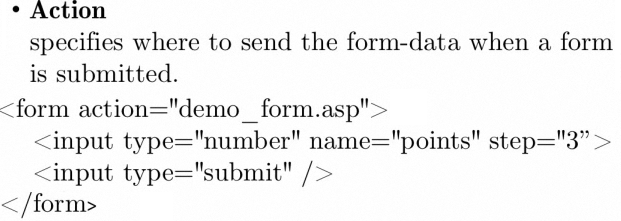 • Action
specifies where to send the form-data when a form
is submitted.
<form action="demo_form.asp">
<input type="number" name="points" step="3”>
<input type="submit" />
</form>